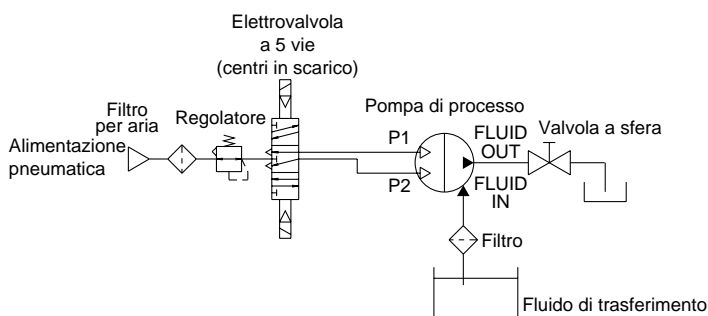 Elettrovalvola
a 5 vie
(centri in scarico)
Filtro
per aria
Regolatore
Alimentazione
pneumatica
Pompa di processo
P1
P2
FLUID
OUT
FLUID
IN
Valvola a sfera
Filtro
Fluido di trasferimento